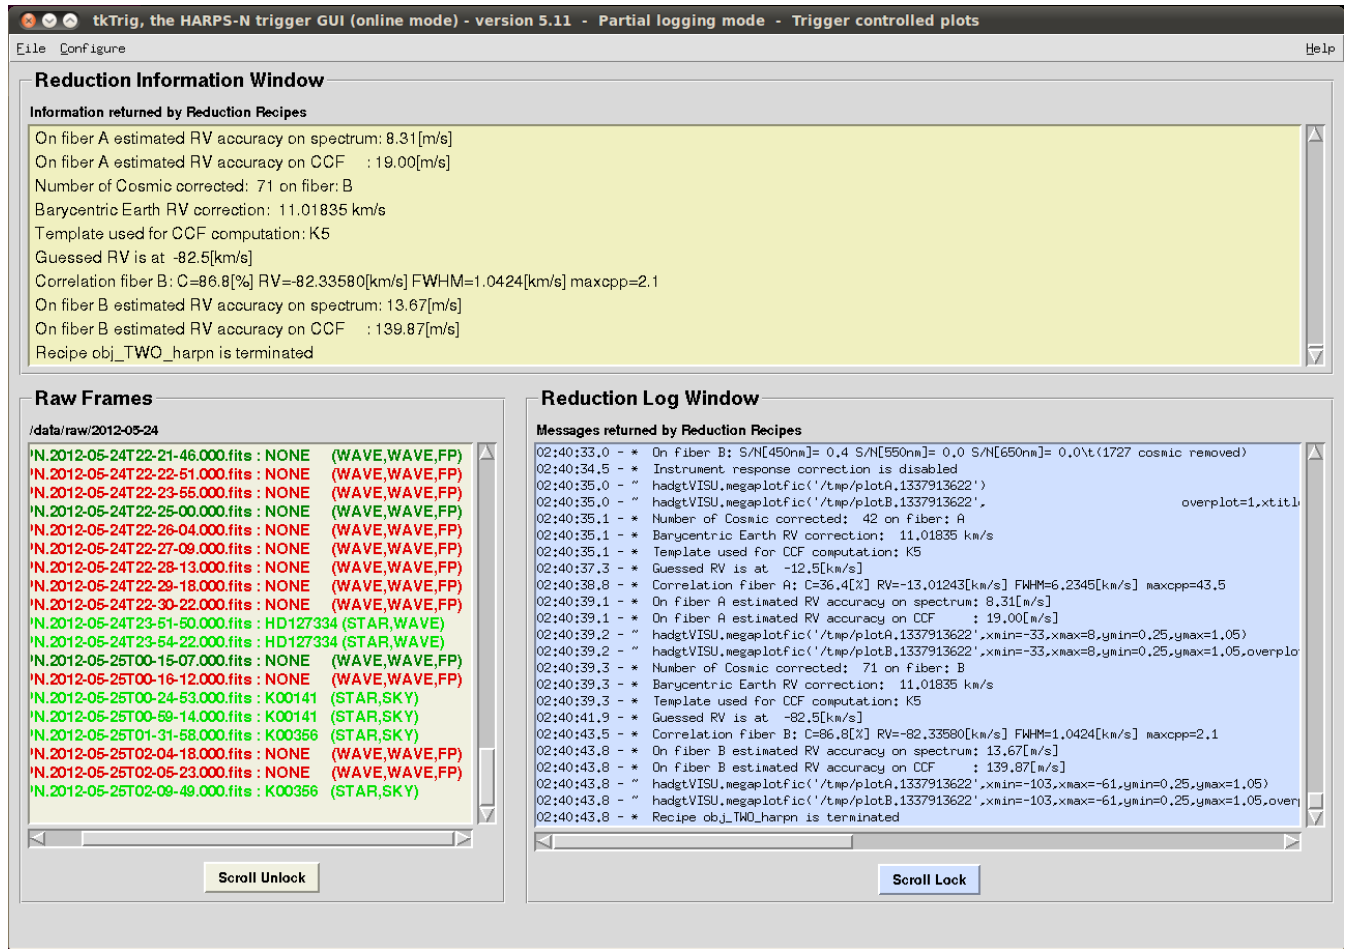 tkTrig, the HARPS-N trigger GUI (online mode) - version 5.11 - Partial logging mode - Trigger controlled plots
File Configure Help
Reduction Information Window
Information returned by Reduction Recipes
On fiber A estimated RV accuracy on spectrum: 8.31[m/s]
On fiber A estimated RV accuracy on CCF : 19.00[m/s]
Number of Cosmic corrected: 71 on fiber: B
Barycentric Earth RV correction: 11.01835 km/s
Template used for CCF computation: K5
Guessed RV is at -82.5[km/s]
Correlation fiber B: C=86.8[%] RV=-82.33580[km/s] FWHM=1.0424[km/s] maxcpp=2.1
On fiber B estimated RV accuracy on spectrum: 13.67[m/s]
On fiber B estimated RV accuracy on CCF : 139.87[m/s]
Recipe obj_TWO_harpn is terminated
Raw Frames
/data/raw/2012-05-24
N.2012-05-24T22-21-46.000.fits : NONE (WAVE,WAVE,FP)
N.2012-05-24T22-22-51.000.fits : NONE (WAVE,WAVE,FP)
N.2012-05-24T22-23-55.000.fits : NONE (WAVE,WAVE,FP)
N.2012-05-24T22-25-00.000.fits : NONE (WAVE,WAVE,FP)
N.2012-05-24T22-26-04.000.fits : NONE (WAVE,WAVE,FP)
N.2012-05-24T22-27-09.000.fits : NONE (WAVE,WAVE,FP)
N.2012-05-24T22-28-13.000.fits : NONE (WAVE,WAVE,FP)
N.2012-05-24T22-29-18.000.fits : NONE (WAVE,WAVE,FP)
N.2012-05-24T22-30-22.000.fits : NONE (WAVE,WAVE,FP)
N.2012-05-24T23-51-50.000.fits : HD127334 (STAR,WAVE)
N.2012-05-24T23-54-22.000.fits : HD127334 (STAR,WAVE)
N.2012-05-25T00-15-07.000.fits : NONE (WAVE,WAVE,FP)
N.2012-05-25T00-16-12.000.fits : NONE (WAVE,WAVE,FP)
N.2012-05-25T00-24-53.000.fits : K00141 (STAR,SKY)
N.2012-05-25T00-59-14.000.fits : K00141 (STAR,SKY)
N.2012-05-25T01-31-58.000.fits : K00356 (STAR,SKY)
N.2012-05-25T02-04-18.000.fits : NONE (WAVE,WAVE,FP)
N.2012-05-25T02-05-23.000.fits : NONE (WAVE,WAVE,FP)
N.2012-05-25T02-09-49.000.fits : K00356 (STAR,SKY)
Scroll Unlock
Reduction Log Window
Messages returned by Reduction Recipes
02:40:33.0 - * On fiber B: S/N[450nm]= 0.4 S/N[550nm]= 0.0 S/N[650nm]= 0.0\t(1727 cosmic removed)
02:40:34.5 - * Instrument response correction is disabled
02:40:35.0 - ~ hadgtVISU.megaplotfic('/tmp/plotA.1337913622')
02:40:35.0 - ~ hadgtVISU.megaplotfic('/tmp/plotB.1337913622', overplot=1,xtitl
02:40:35.1 - * Number of Cosmic corrected: 42 on fiber: A
02:40:35.1 - * Barycentric Earth RV correction: 11.01835 km/s
02:40:35.1 - * Template used for CCF computation: K5
02:40:37.3 - * Guessed RV is at -12.5[km/s]
02:40:38.8 - * Correlation fiber A: C=36.4[%] RV=-13.01243[km/s] FWHM=6.2345[km/s] maxcpp=43.5
02:40:39.1 - * On fiber A estimated RV accuracy on spectrum: 8.31[m/s]
02:40:39.1 - * On fiber A estimated RV accuracy on CCF : 19.00[m/s]
02:40:39.2 - ~ hadgtVISU.megaplotfic('/tmp/plotA.1337913622',xmin=-33,xmax=8,ymin=0.25,ymax=1.05)
02:40:39.2 - ~ hadgtVISU.megaplotfic('/tmp/plotB.1337913622',xmin=-33,xmax=8,ymin=0.25,ymax=1.05,overplo
02:40:39.3 - * Number of Cosmic corrected: 71 on fiber: B
02:40:39.3 - * Barycentric Earth RV correction: 11.01835 km/s
02:40:39.3 - * Template used for CCF computation: K5
02:40:41.9 - * Guessed RV is at -82.5[km/s]
02:40:43.5 - * Correlation fiber B: C=86.8[%] RV=-82.33580[km/s] FWHM=1.0424[km/s] maxcpp=2.1
02:40:43.8 - * On fiber B estimated RV accuracy on spectrum: 13.67[m/s]
02:40:43.8 - * On fiber B estimated RV accuracy on CCF : 139.87[m/s]
02:40:43.8 - ~ hadgtVISU.megaplotfic('/tmp/plotA.1337913622',xmin=-103,xmax=-61,ymin=0.25,ymax=1.05)
02:40:43.8 - ~ hadgtVISU.megaplotfic('/tmp/plotB.1337913622',xmin=-103,xmax=-61,ymin=0.25,ymax=1.05,over
02:40:43.8 - * Recipe obj_TWO_harpn is terminated
Scroll Lock